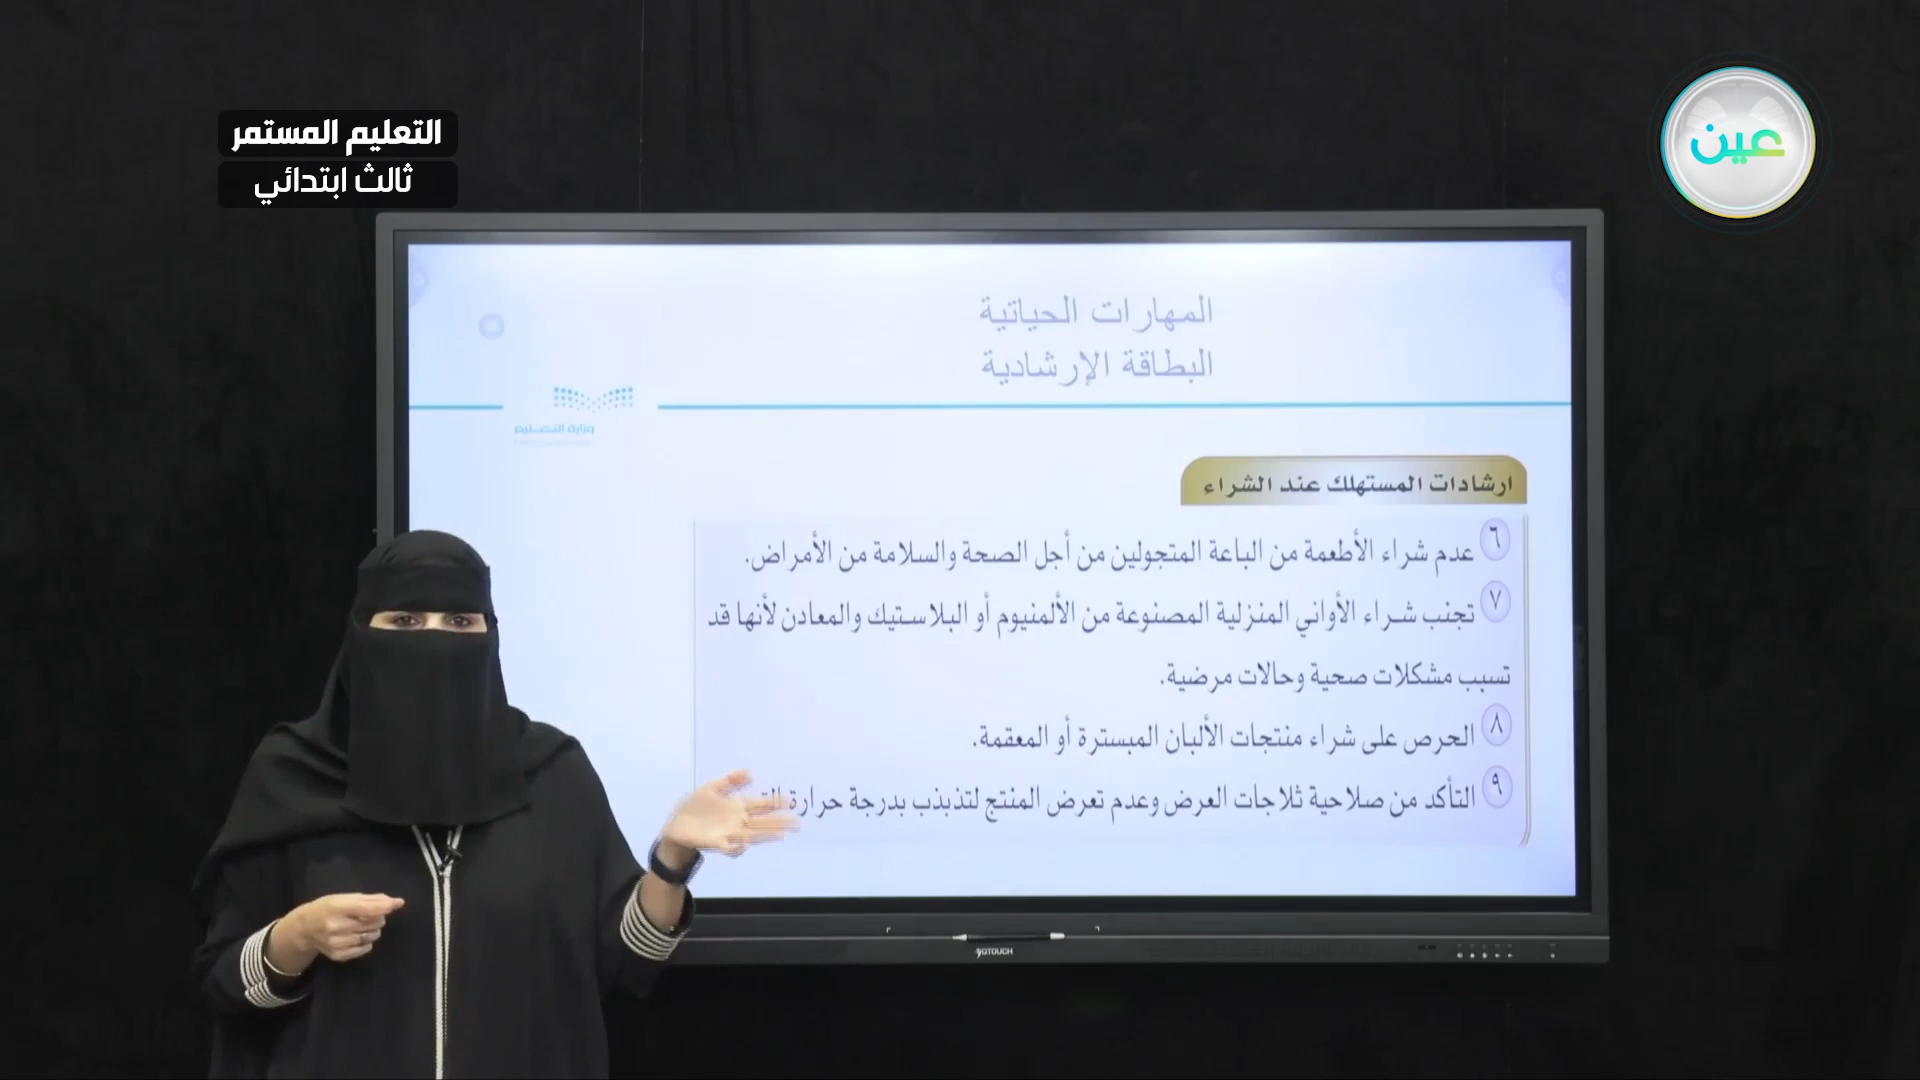 التعليم المستمر
ثالث ابتدائي
عين
المهارات الحياتية
البطاقة الإرشادية
وزارة التعليم
ارشادات المستهلك عند الشراء
٦ عدم شراء الأطعمة من الباعة المتجولين من أجل الصحة والسلامة من الأمراض.
٧ تجنب شراء الأواني المنزلية المصنوعة من الألمنيوم أو البلاستيك والمعادن لأنها قد
تسبب مشكلات صحية وحالات مرضية.
٨ الحرص على شراء منتجات الألبان المبسترة أو المعقمة.
٩ التأكد من صلاحية ثلاجات العرض وعدم تعرض المنتج لتذبذب بدرجة حرارة
QTOUCH